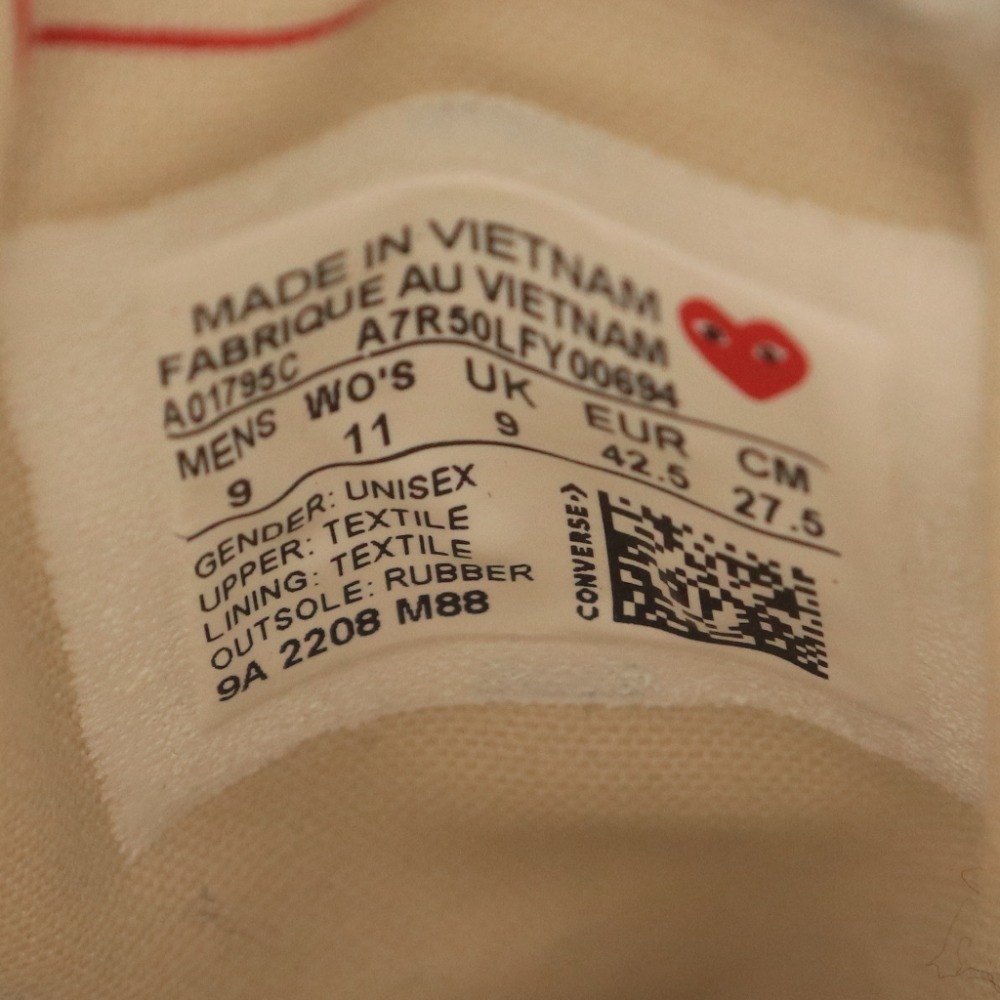 MADE IN VIETNAM
FABRIQUE AU VIETNAM
A01795C A7R50LFY00694
MENS WO'S UK EUR CM
9 11 9 42.5 27.5
GENDER: UNISEX
UPPER: TEXTILE
LINING: TEXTILE
OUTSOLE: RUBBER
9A 2208 M88
CONVERSE